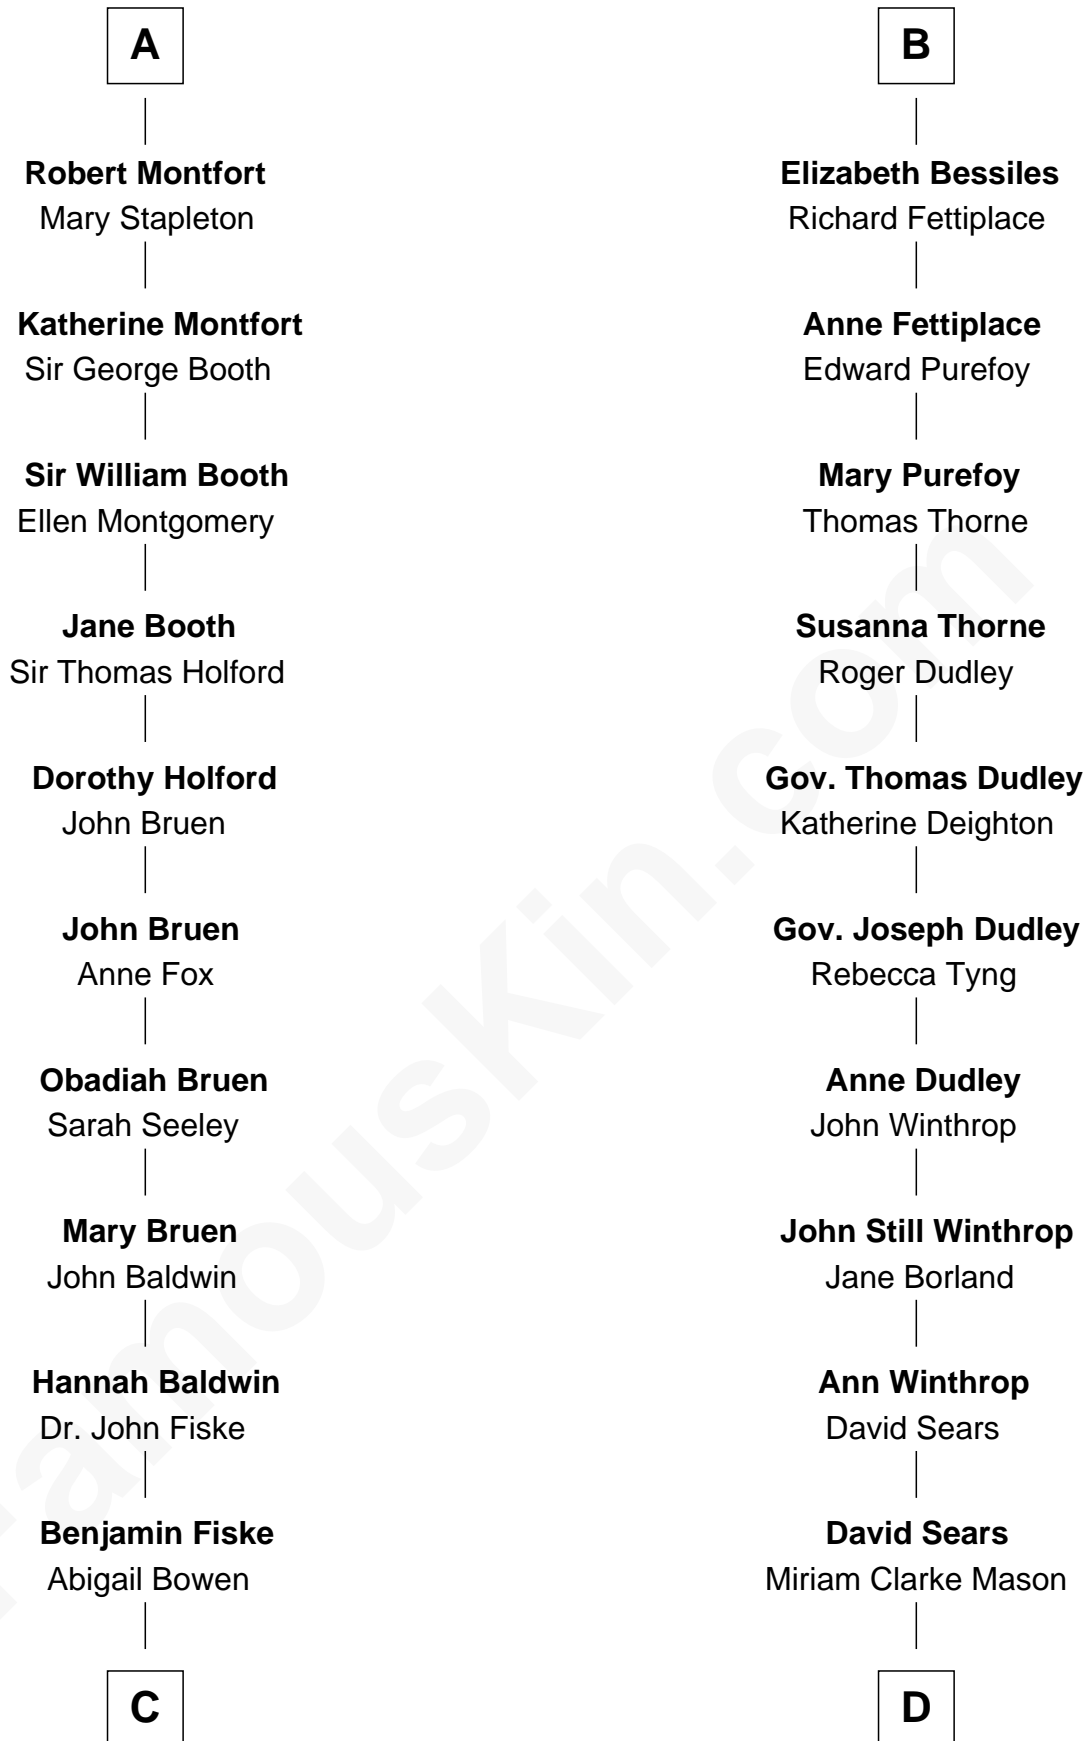 A
Robert Montfort
Mary Stapleton
Katherine Montfort
Sir George Booth
Sir William Booth
Ellen Montgomery
Jane Booth
Sir Thomas Holford
Dorothy Holford
John Bruen
John Bruen
Anne Fox
Obadiah Bruen
Sarah Seeley
Mary Bruen
John Baldwin
Hannah Baldwin
Dr. John Fiske
Benjamin Fiske
Abigail Bowen
C
B
Elizabeth Bessiles
Richard Fettiplace
Anne Fettiplace
Edward Purefoy
Mary Purefoy
Thomas Thorne
Susanna Thorne
Roger Dudley
Gov. Thomas Dudley
Katherine Deighton
Gov. Joseph Dudley
Rebecca Tyng
Anne Dudley
John Winthrop
John Still Winthrop
Jane Borland
Ann Winthrop
David Sears
David Sears
Miriam Clarke Mason
D
FamousKin.com